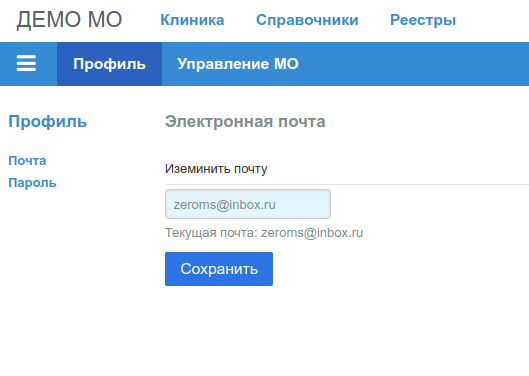 ДЕМО МО Клиника Справочники Реестры
Профиль Управление МО
Профиль
Почта
Пароль
Электронная почта
Иземинить почту
zeroms@inbox.ru
Текущая почта: zeroms@inbox.ru
Сохранить